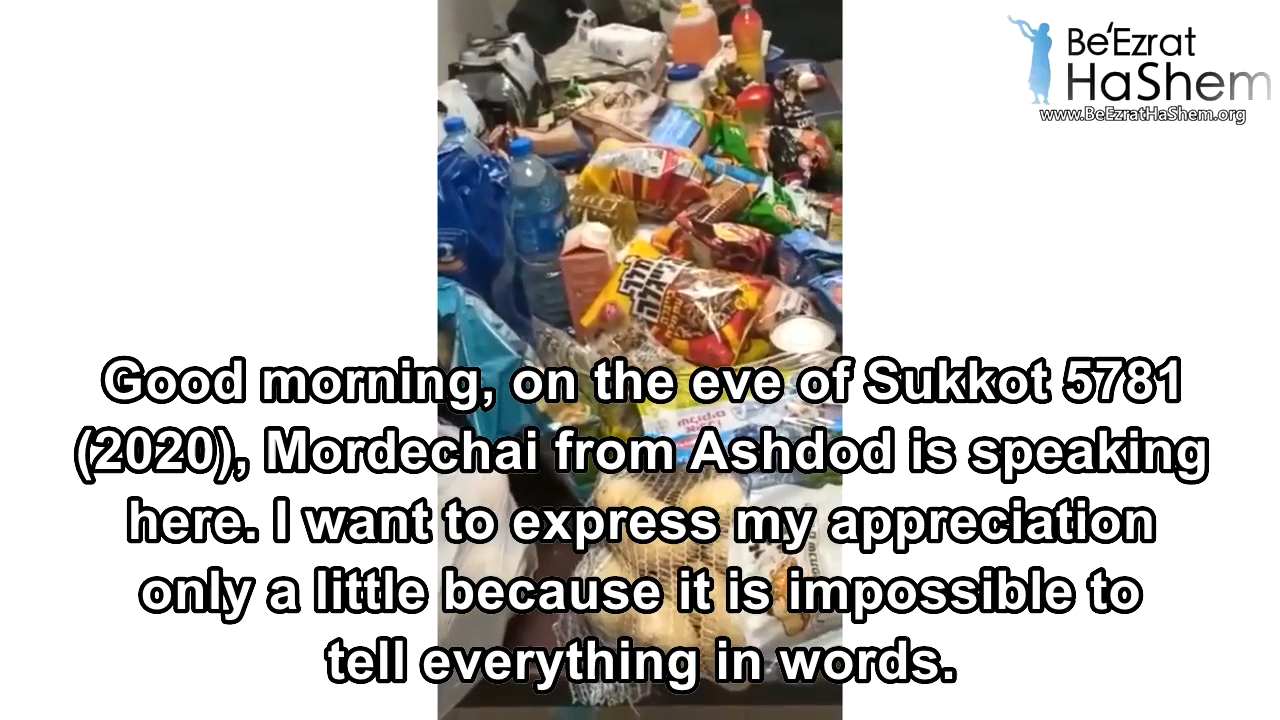 Be'Ezrat
HaShem
www.BeEzratHaShem.org
Good morning, on the eve of Sukkot 5781
(2020), Mordechai from Ashdod is speaking
here. I want to express my appreciation
only a little because it is impossible to
tell everything in words.